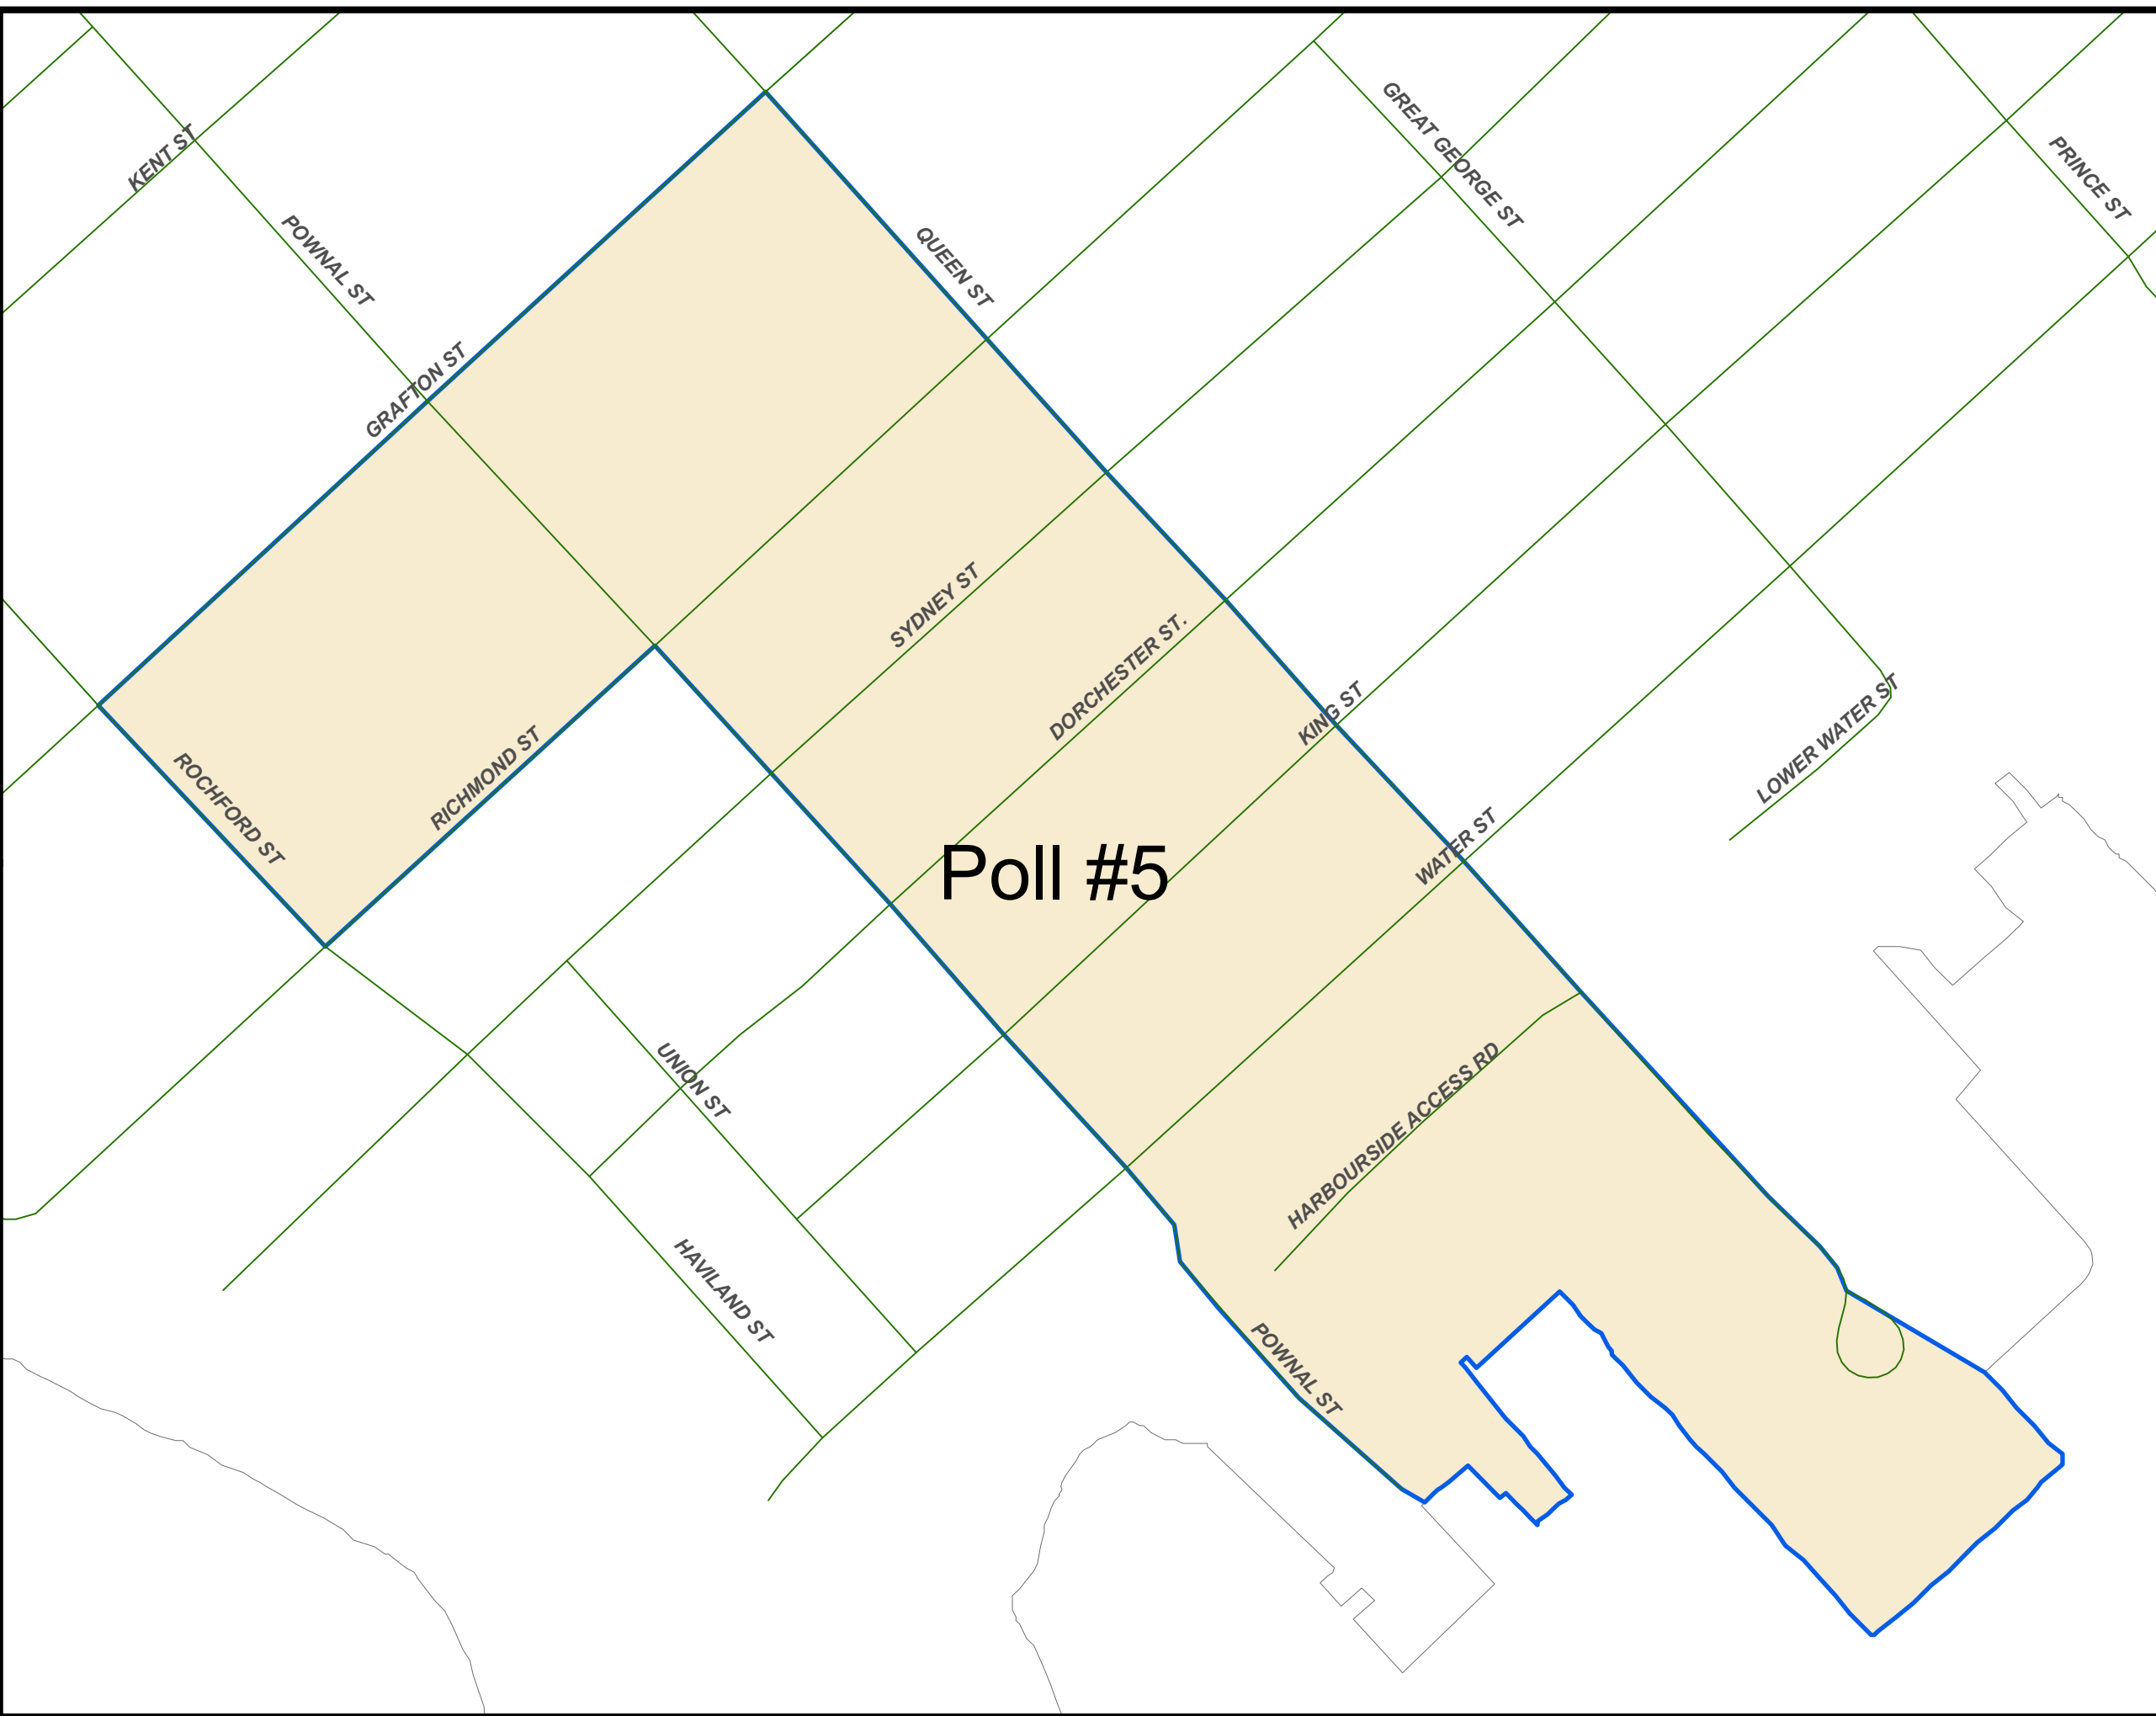 GREAT GEORGE ST
KENT ST
PRINCE ST
POWNAL ST
QUEEN ST
GRAFTON ST
SYDNEY ST
DORCHESTER ST.
KING ST
LOWER WATER ST
ROCHFORD ST
RICHMOND ST
WATER ST
Poll #5
UNION ST
HARBOURSIDE ACCESS RD
HAVILAND ST
POWNAL ST